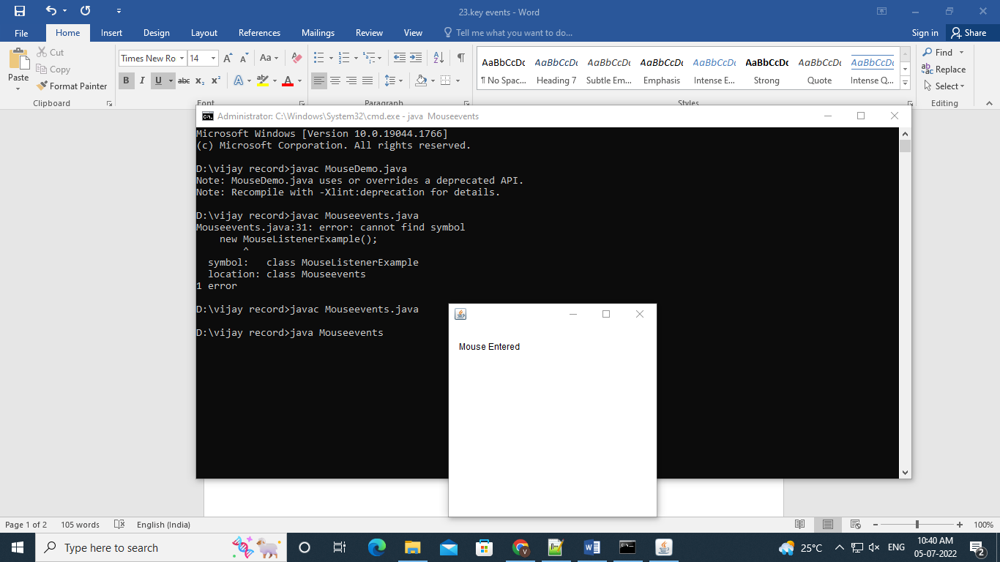 23.key events - Word
File Home Insert Design Layout References Mailings Review View Tell me what you want to do... Sign in Share
Paste Cut Copy Format Painter
Times New Ro 14 Aa
B I U abc x₂ x² A aby A
AaBbCcDc AaBbCcDc AaBbCcDc AaBbCcDc AaBbCcDc AaBbCcDc AaBbCcDc AaBbCcDc
¶ No Spac... Heading 7 Subtle Em... Emphasis Intense E... Strong Quote Intense Q...
Find
Replace
Select
Clipboard Font Paragraph Styles Editing
Administrator: C:\Windows\System32\cmd.exe - java  Mouseevents
Microsoft Windows [Version 10.0.19044.1766]
(c) Microsoft Corporation. All rights reserved.
D:\vijay record>javac MouseDemo.java
Note: MouseDemo.java uses or overrides a deprecated API.
Note: Recompile with -Xlint:deprecation for details.
D:\vijay record>javac Mouseevents.java
Mouseevents.java:31: error: cannot find symbol
    new MouseListenerExample();
        ^
  symbol:   class MouseListenerExample
  location: class Mouseevents
1 error
D:\vijay record>javac Mouseevents.java
D:\vijay record>java Mouseevents
Mouse Entered
Page 1 of 2 105 words English (India) 100%
Type here to search
25°C ENG
10:40 AM
05-07-2022
2